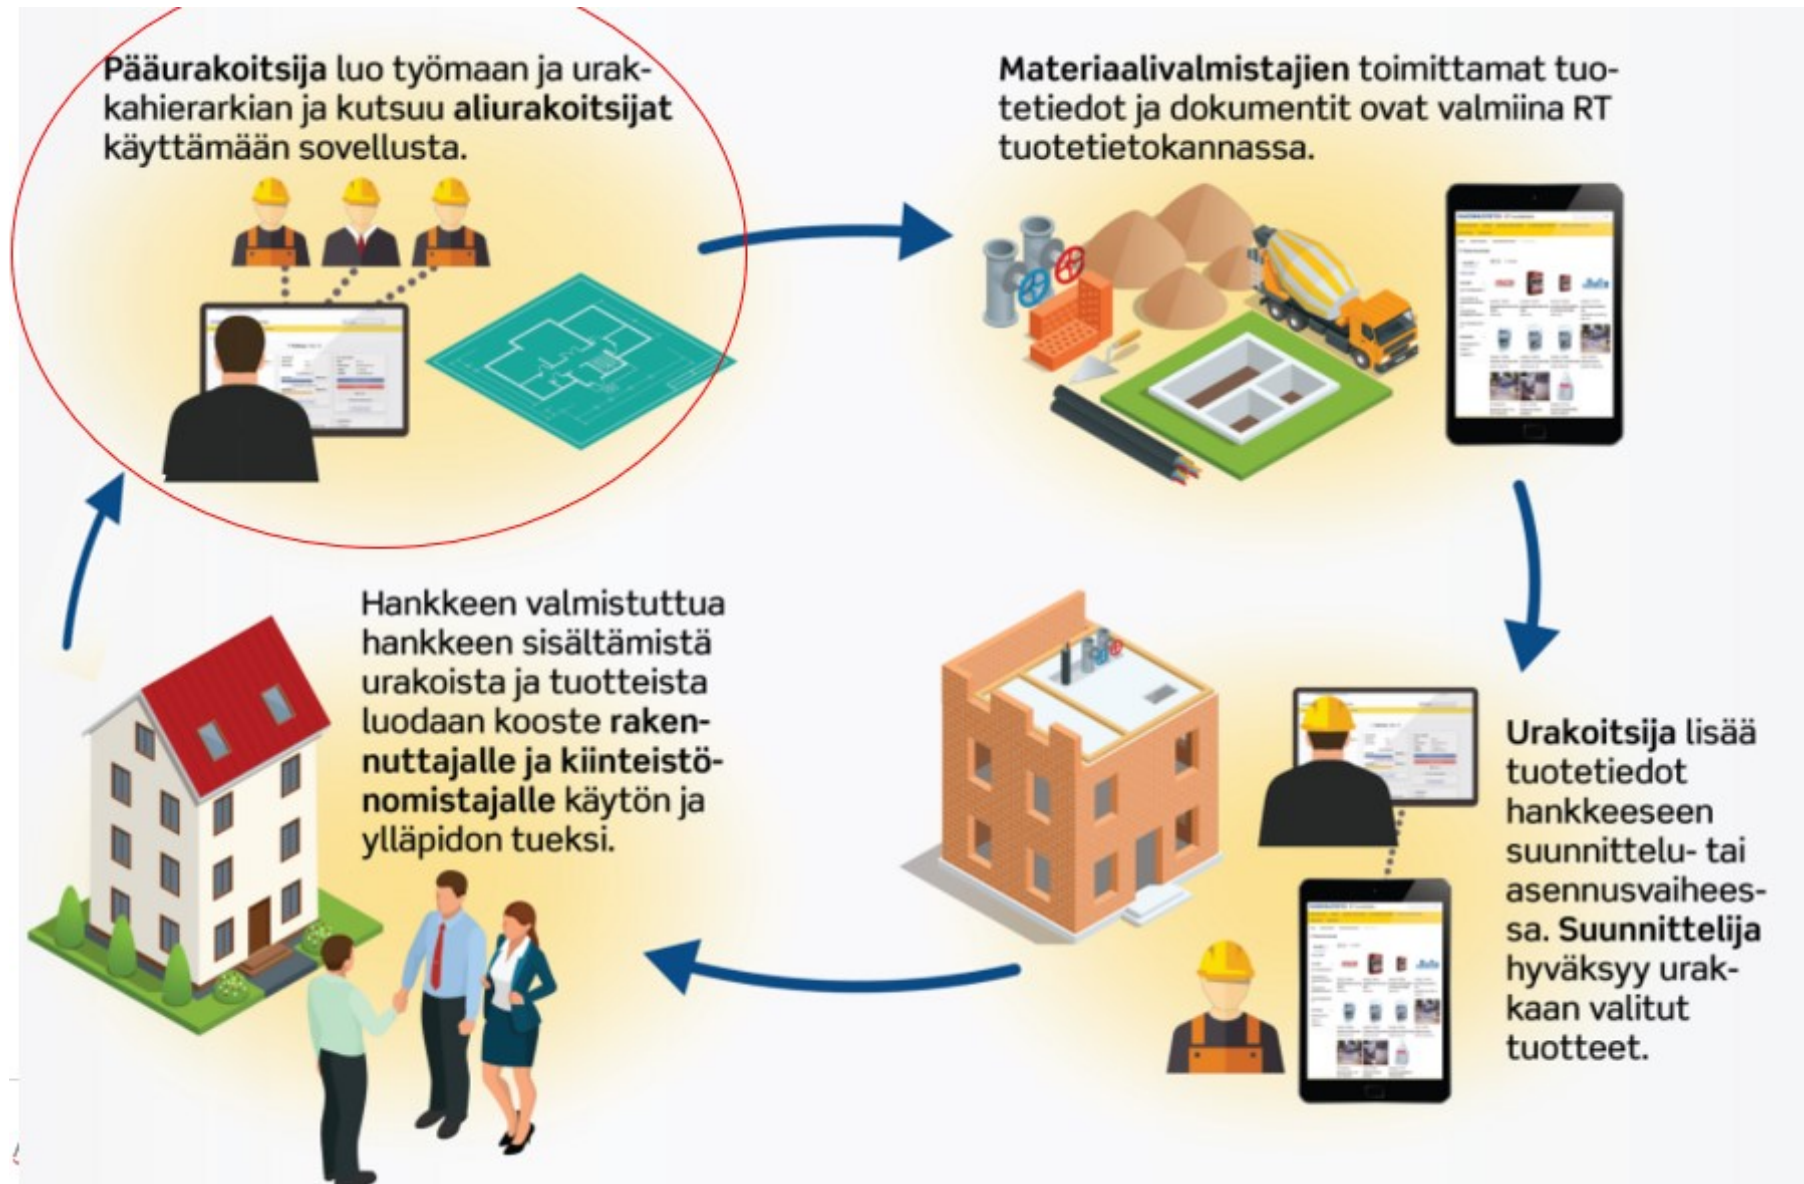 Pääurakoitsija luo työmaan ja urak-
kahierarkian ja kutsuu aliurakoitsijat
käyttämään sovellusta.
Materiaalivalmistajien toimittamat tuo-
tetiedot ja dokumentit ovat valmiina RT
tuotetietokannassa.
Urakoitsija lisää
tuotetiedot
hankkeeseen
suunnittelu- tai
asennusvaihees-
sa. Suunnittelija
hyväksyy urak-
kaan valitut
tuotteet.
Hankkeen valmistuttua
hankkeen sisältämistä
urakoista ja tuotteista
luodaan kooste raken-
nuttajalle ja kiinteistö-
nomistajalle käytön ja
ylläpidon tueksi.